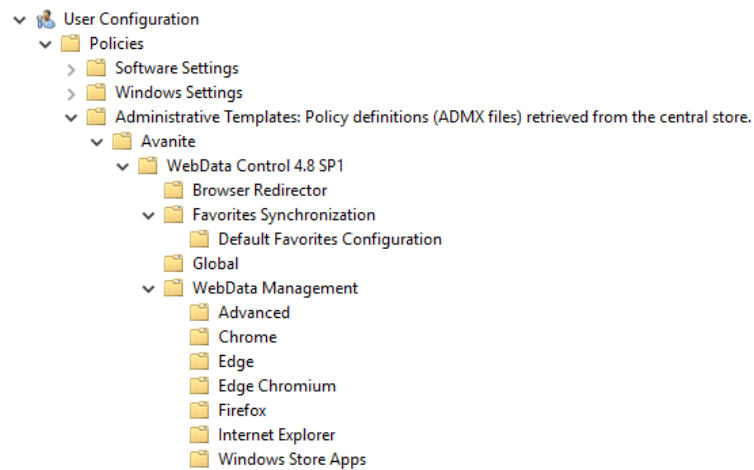 User Configuration
Policies
Software Settings
Windows Settings
Administrative Templates: Policy definitions (ADMX files) retrieved from the central store.
Avanite
WebData Control 4.8 SP1
Browser Redirector
Favorites Synchronization
Default Favorites Configuration
Global
WebData Management
Advanced
Chrome
Edge
Edge Chromium
Firefox
Internet Explorer
Windows Store Apps